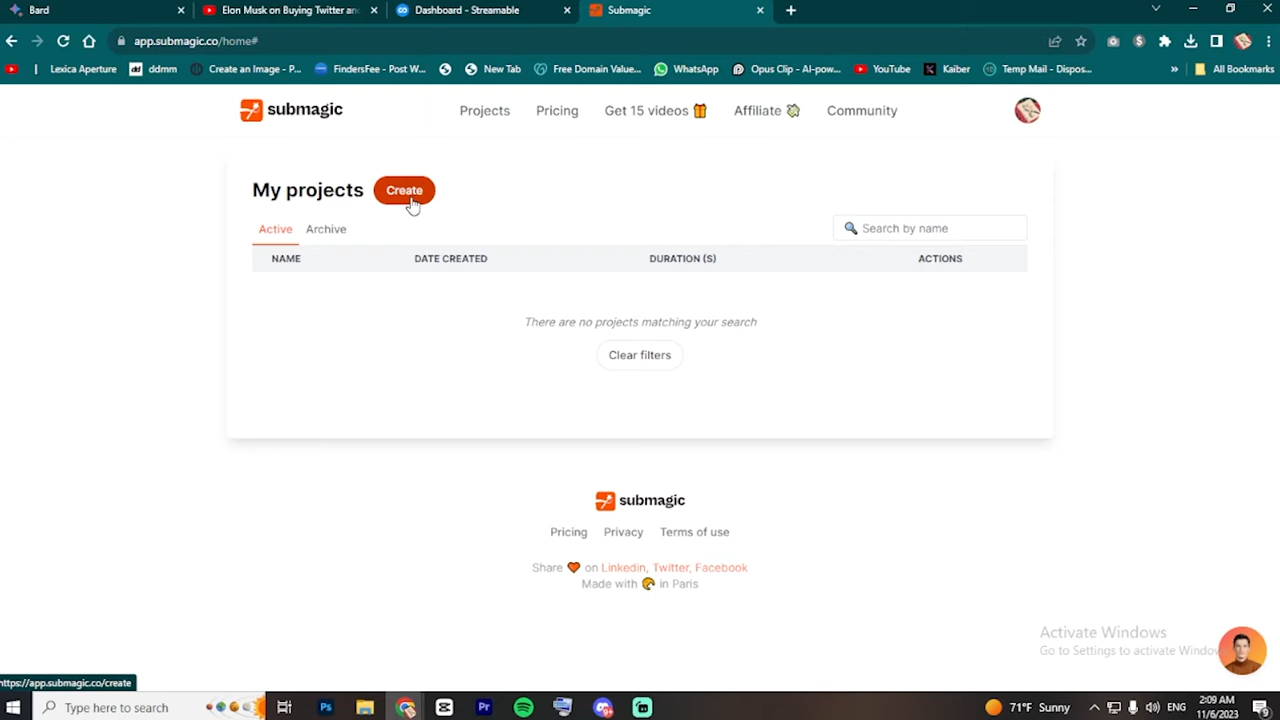 Bard
Elon Musk on Buying Twitter and
Dashboard - Streamable
Submagic
app.submagic.co/home#
Lexica Aperture
ddmm
Create an Image - P...
FindersFee - Post W...
New Tab
Free Domain Value...
WhatsApp
Opus Clip - AI-pow...
YouTube
Kaiber
Temp Mail - Dispos...
»
All Bookmarks
submagic
Projects
Pricing
Get 15 videos 🎁
Affiliate 💸
Community
My projects
Create
Active
Archive
🔍 Search by name
NAME
DATE CREATED
DURATION (S)
ACTIONS
There are no projects matching your search
Clear filters
submagic
Pricing
Privacy
Terms of use
Share 🧡 on Linkedin, Twitter, Facebook
Made with 🥐 in Paris
Activate Windows
Go to Settings to activate Window
https://app.submagic.co/create
Type here to search
Ps
Pr
71°F Sunny
ENG
2:09 AM
11/6/2023